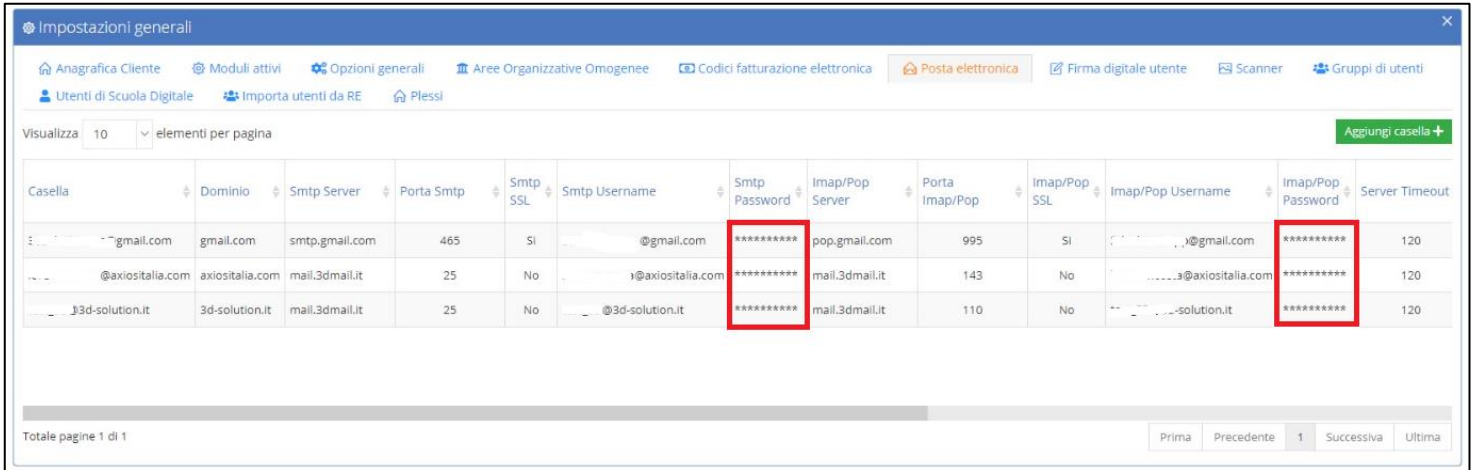 Impostazioni generali ×
Anagrafica Cliente Moduli attivi Opzioni generali Aree Organizzative Omogenee Codici fatturazione elettronica Posta elettronica Firma digitale utente Scanner Gruppi di utenti
Utenti di Scuola Digitale Importa utenti da RE Plessi
Visualizza 10 elementi per pagina Aggiungi casella +
Casella Dominio Smtp Server Porta Smtp Smtp SSL Smtp Username Smtp Password Imap/Pop Server Porta Imap/Pop Imap/Pop SSL Imap/Pop Username Imap/Pop Password Server Timeout
gmail.com gmail.com smtp.gmail.com 465 Si @gmail.com ********** pop.gmail.com 995 Si @gmail.com ********** 120
@axiositalia.com axiositalia.com mail.3dmail.it 25 No @axiositalia.com ********** mail.3dmail.it 143 No a@axiositalia.com ********** 120
3d-solution.it 3d-solution.it mail.3dmail.it 25 No @3d-solution.it ********** mail.3dmail.it 110 No -solution.it ********** 120
Totale pagine 1 di 1 Prima Precedente 1 Successiva Ultima